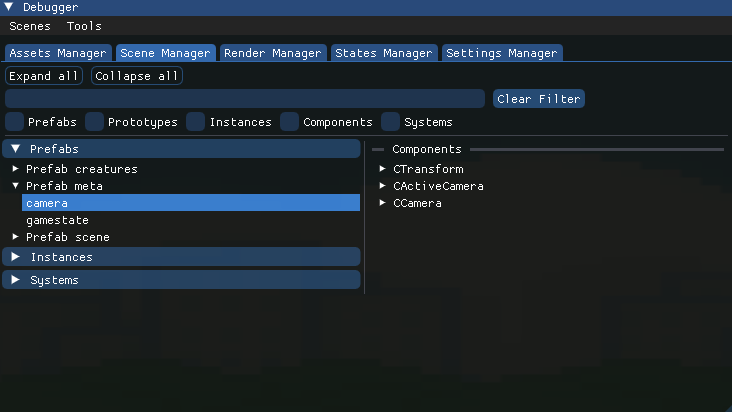 Debugger
Scenes Tools
Assets Manager Scene Manager Render Manager States Manager Settings Manager
Expand all Collapse all
Clear Filter
Prefabs Prototypes Instances Components Systems
Prefabs
Prefab creatures
Prefab meta
camera
gamestate
Prefab scene
Instances
Systems
Components
CTransform
CActiveCamera
CCamera